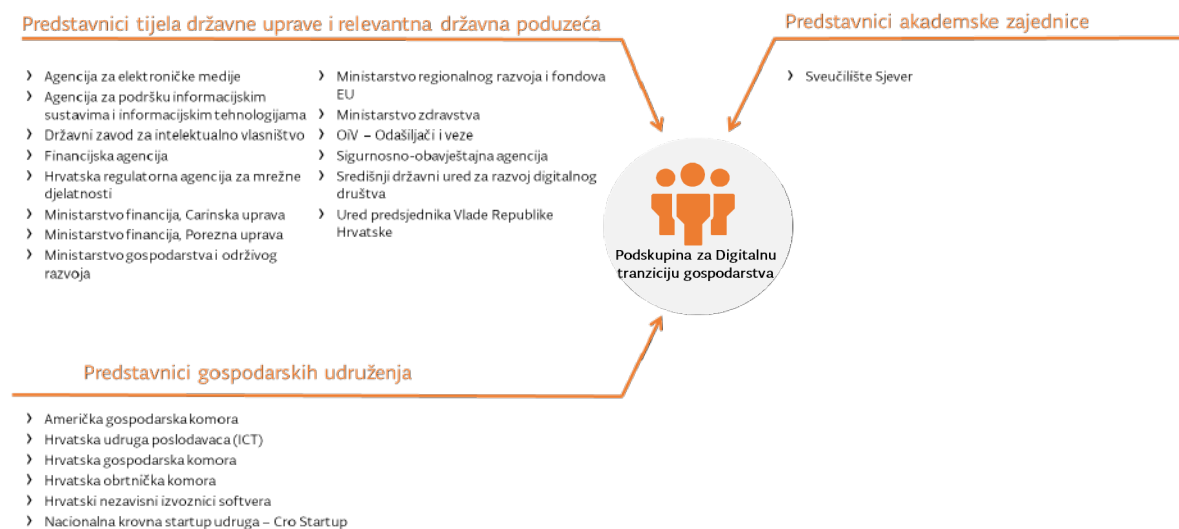 Predstavnici tijela državne uprave i relevantna državna poduzeća
› Agencija za elektroničke medije
› Agencija za podršku informacijskim
sustavima i informacijskim tehnologijama
› Državni zavod za intelektualno vlasništvo
› Financijska agencija
› Hrvatska regulatorna agencija za mrežne
djelatnosti
› Ministarstvo financija, Carinska uprava
› Ministarstvo financija, Porezna uprava
› Ministarstvo gospodarstva i održivog
razvoja
› Ministarstvo regionalnog razvoja i fondova
EU
› Ministarstvo zdravstva
› OiV – Odašiljači i veze
› Sigurnosno-obavještajna agencija
› Središnji državni ured za razvoj digitalnog
društva
› Ured predsjednika Vlade Republike
Hrvatske
Predstavnici akademske zajednice
› Sveučilište Sjever
Podskupina za Digitalnu
tranziciju gospodarstva
Predstavnici gospodarskih udruženja
› Američka gospodarska komora
› Hrvatska udruga poslodavaca (ICT)
› Hrvatska gospodarska komora
› Hrvatska obrtnička komora
› Hrvatski nezavisni izvoznici softvera
› Nacionalna krovna startup udruga – Cro Startup